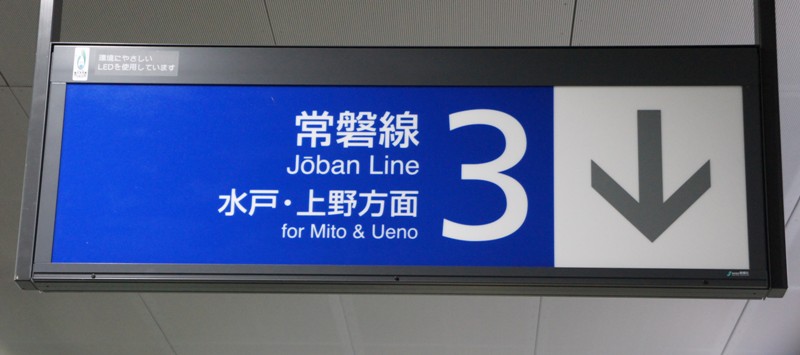 環境にやさしい
LEDを使用しています
常磐線
Jōban Line
水戸・上野方面
for Mito & Ueno
3